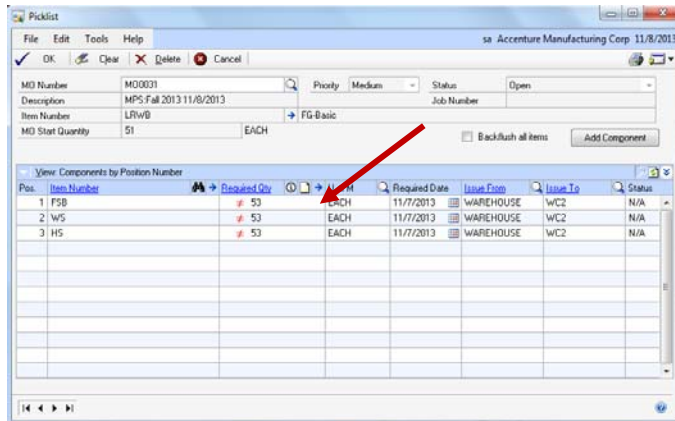 Picklist
File Edit Tools Help sa Accenture Manufacturing Corp 11/8/2013
OK Clear Delete Cancel
MO Number MO0031 Priority Medium Status Open
Description MPS:Fall 2013 11/8/2013 Job Number
Item Number LRWB FG-Basic
MO Start Quantity 51 EACH Backflush all items Add Component
View: Components by Position Number
Pos. Item Number Required Qty M Required Date Issue From Issue To Status
1 FSB 53 EACH 11/7/2013 WAREHOUSE WC2 N/A
2 WS 53 EACH 11/7/2013 WAREHOUSE WC2 N/A
3 HS 53 EACH 11/7/2013 WAREHOUSE WC2 N/A